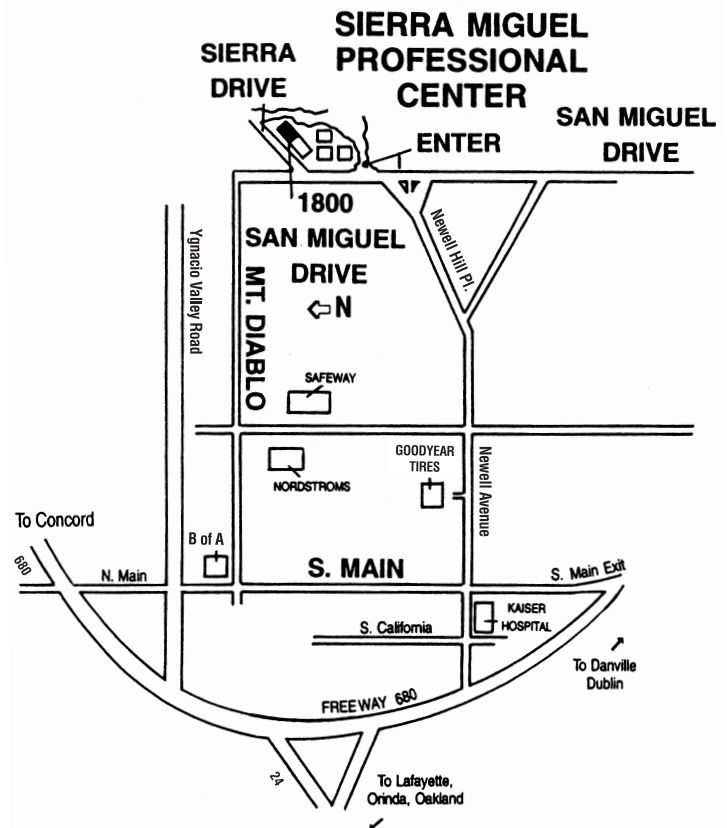 SIERRA MIGUEL
PROFESSIONAL
CENTER
SIERRA
DRIVE
ENTER
SAN MIGUEL
DRIVE
1800
SAN MIGUEL
DRIVE
N
Newell Hill Pl.
Ygnacio Valley Road
MT. DIABLO
SAFEWAY
NORDSTROMS
GOODYEAR
TIRES
Newell Avenue
To Concord
680
B of A
N. Main
S. MAIN
S. Main Exit
KAISER
HOSPITAL
S. California
To Danville
Dublin
FREEWAY 680
24
To Lafayette,
Orinda, Oakland